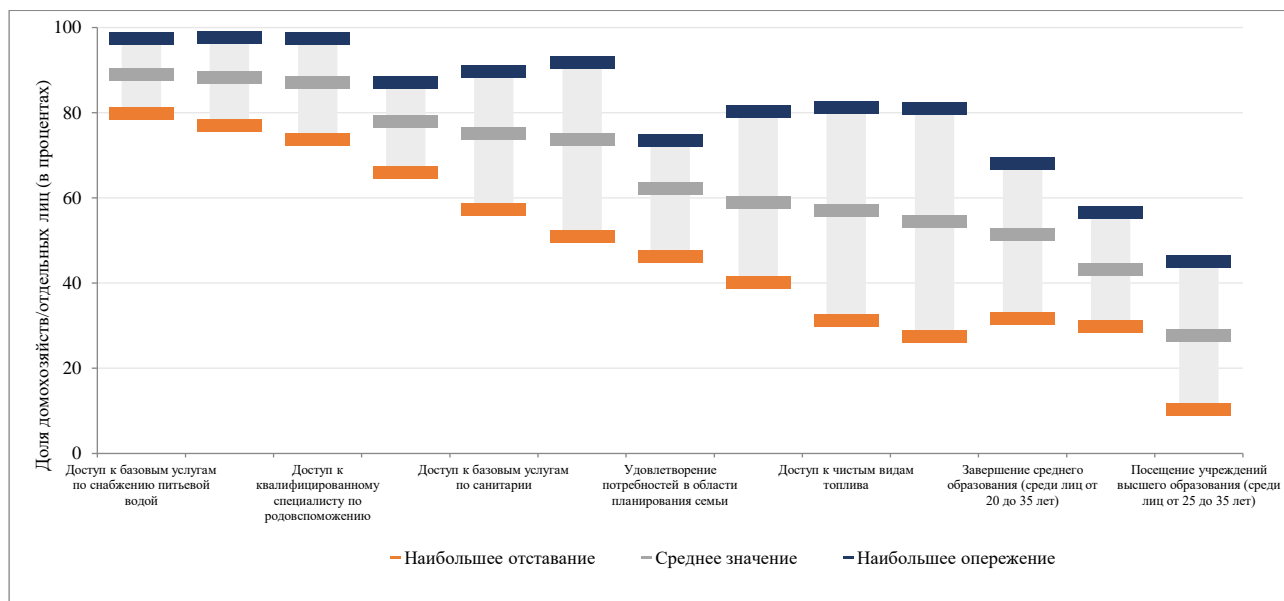 Доля домохозяйств/отдельных лиц (в процентах)
100
80
60
40
20
0
Доступ к базовым услугам
по снабжению питьевой
водой
Доступ к
квалифицированному
специалисту по
родовспоможению
Доступ к базовым услугам
по санитарии
Удовлетворение
потребностей в области
планирования семьи
Доступ к чистым видам
топлива
Завершение среднего
образования (среди лиц от
20 до 35 лет)
Посещение учреждений
высшего образования (среди
лиц от 25 до 35 лет)
Наибольшее отставание
Среднее значение
Наибольшее опережение